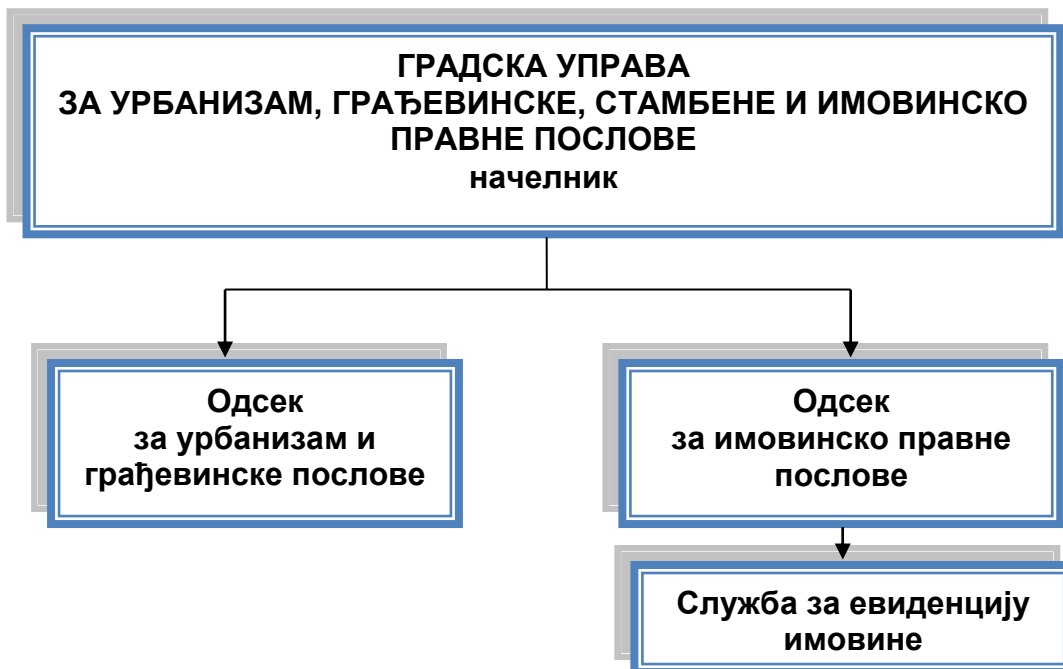 ГРАДСКА УПРАВА
ЗА УРБАНИЗАМ, ГРАЂЕВИНСКЕ, СТАМБЕНЕ И ИМОВИНСКО
ПРАВНЕ ПОСЛОВЕ
начелник
Одсек
за урбанизам и
грађевинске послове
Одсек
за имовинско правне
послове
Служба за евиденцију
имовине